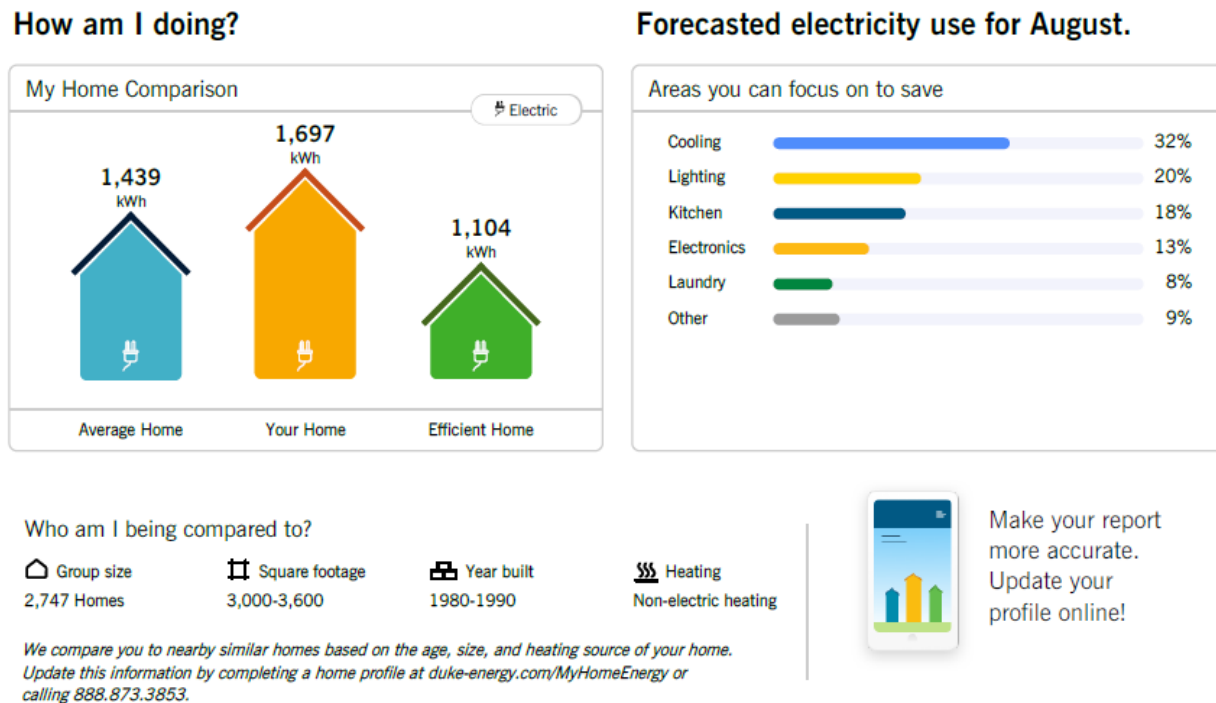 How am I doing?
My Home Comparison
Electric
1,439
kWh
1,697
kWh
1,104
kWh
Average Home
Your Home
Efficient Home
Forecasted electricity use for August.
Areas you can focus on to save
Cooling 32%
Lighting 20%
Kitchen 18%
Electronics 13%
Laundry 8%
Other 9%
Who am I being compared to?
Group size
2,747 Homes
Square footage
3,000-3,600
Year built
1980-1990
Heating
Non-electric heating
We compare you to nearby similar homes based on the age, size, and heating source of your home.
Update this information by completing a home profile at duke-energy.com/MyHomeEnergy or
calling 888.873.3853.
Make your report
more accurate.
Update your
profile online!